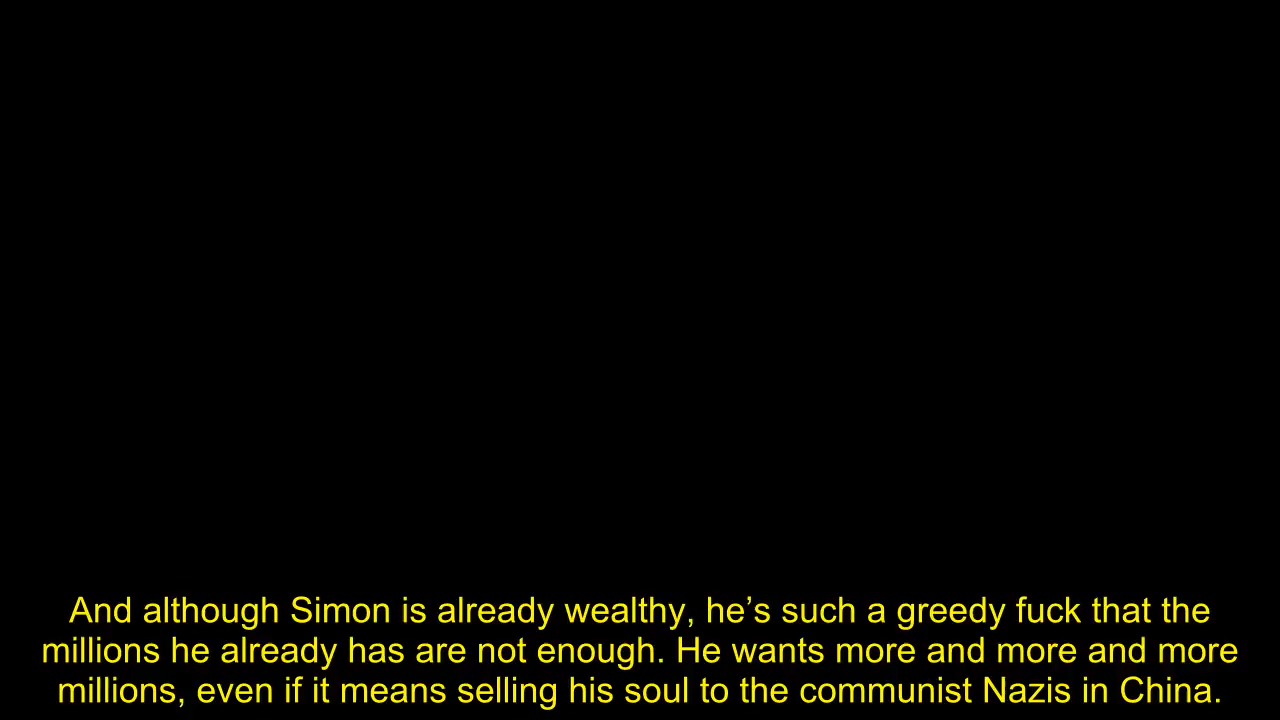 And although Simon is already wealthy, he’s such a greedy fuck that the
millions he already has are not enough. He wants more and more and more
millions, even if it means selling his soul to the communist Nazis in China.